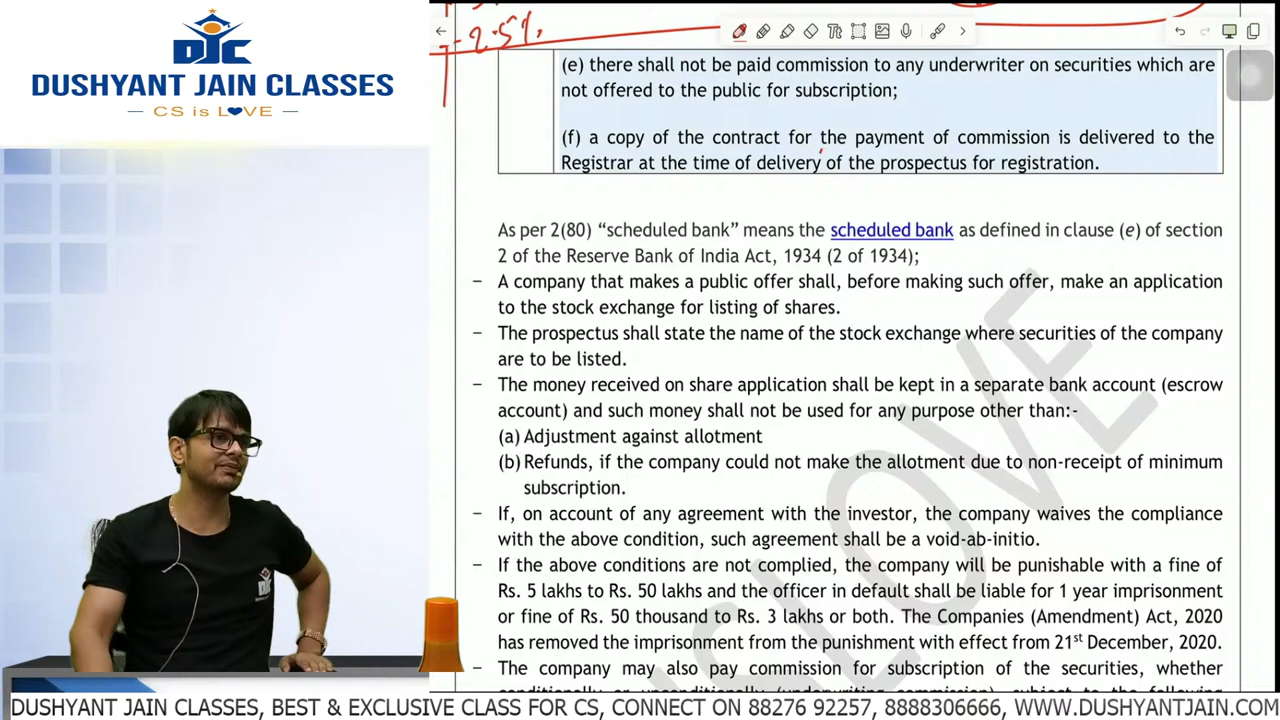 DJC
DUSHYANT JAIN CLASSES
CS is LOVE
-2.5%
(e) there shall not be paid commission to any underwriter on securities which are
not offered to the public for subscription;
(f) a copy of the contract for the payment of commission is delivered to the
Registrar at the time of delivery of the prospectus for registration.
As per 2(80) “scheduled bank” means the scheduled bank as defined in clause (e) of section
2 of the Reserve Bank of India Act, 1934 (2 of 1934);
− A company that makes a public offer shall, before making such offer, make an application
to the stock exchange for listing of shares.
− The prospectus shall state the name of the stock exchange where securities of the company
are to be listed.
− The money received on share application shall be kept in a separate bank account (escrow
account) and such money shall not be used for any purpose other than:-
(a) Adjustment against allotment
(b) Refunds, if the company could not make the allotment due to non-receipt of minimum
subscription.
− If, on account of any agreement with the investor, the company waives the compliance
with the above condition, such agreement shall be a void-ab-initio.
− If the above conditions are not complied, the company will be punishable with a fine of
Rs. 5 lakhs to Rs. 50 lakhs and the officer in default shall be liable for 1 year imprisonment
or fine of Rs. 50 thousand to Rs. 3 lakhs or both. The Companies (Amendment) Act, 2020
has removed the imprisonment from the punishment with effect from 21st December, 2020.
− The company may also pay commission for subscription of the securities, whether
conditionally or unconditionally (underwriting commission), subject to the following
IS LOVE
DUSHYANT JAIN CLASSES, BEST & EXCLUSIVE CLASS FOR CS, CONNECT ON 88276 92257, 8888306666, WWW.DUSHYANTJAIN.COM